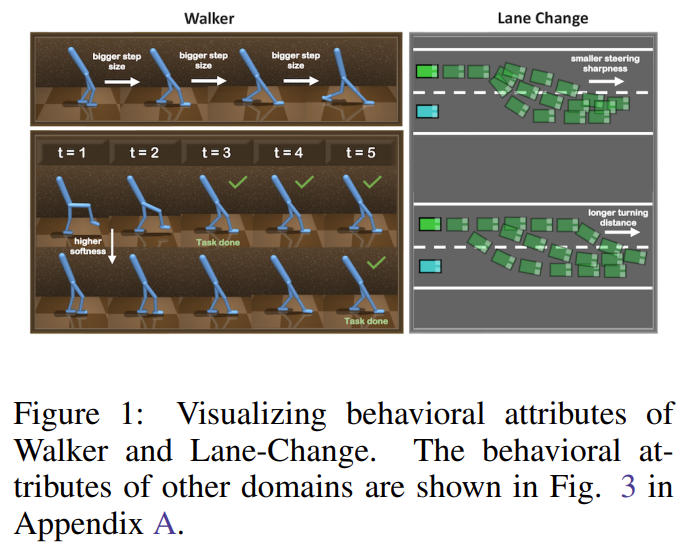 Walker
Lane Change
bigger step
size
bigger step
size
bigger step
size
smaller steering
sharpness
t = 1
t = 2
t = 3
t = 4
t = 5
Task done
higher
softness
Task done
longer turning
distance
Figure 1: Visualizing behavioral attributes of
Walker and Lane-Change. The behavioral at-
tributes of other domains are shown in Fig. 3 in
Appendix A.